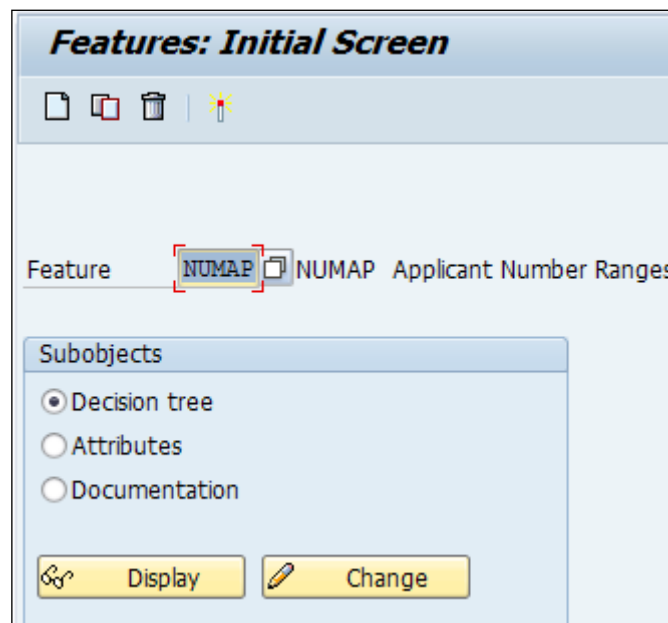 Features: Initial Screen
Feature NUMAP NUMAP Applicant Number Ranges
Subobjects
Decision tree
Attributes
Documentation
Display Change